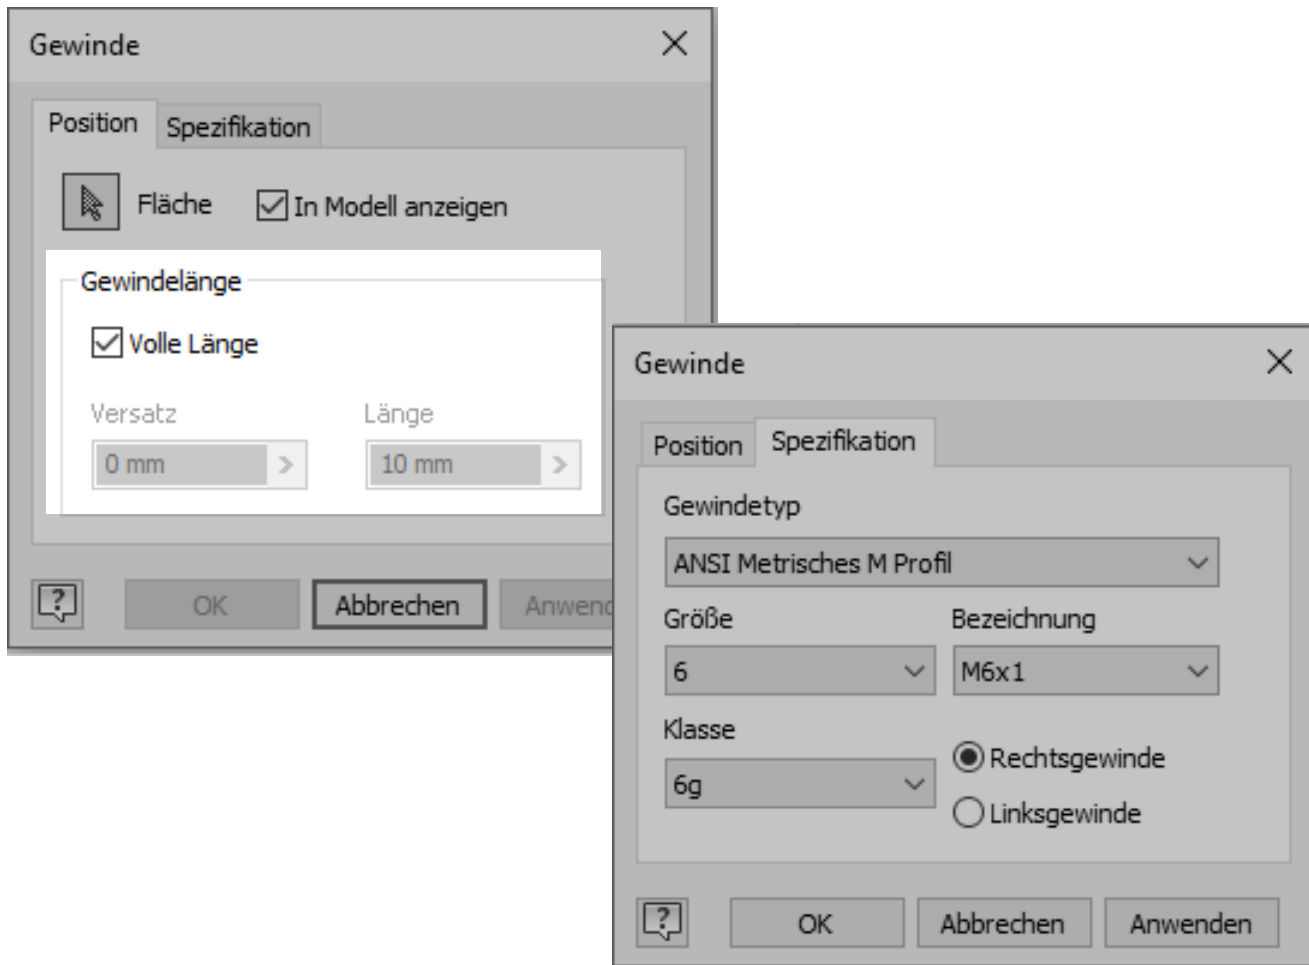 Gewinde
Position Spezifikation
Fläche In Modell anzeigen
Gewindelänge
Volle Länge
Versatz Länge
0 mm > 10 mm >
? OK Abbrechen Anwend
Gewinde
Position Spezifikation
Gewindetyp
ANSI Metrisches M Profil
Größe Bezeichnung
6 M6x1
Klasse
6g
Rechtsgewinde
Linksgewinde
? OK Abbrechen Anwenden